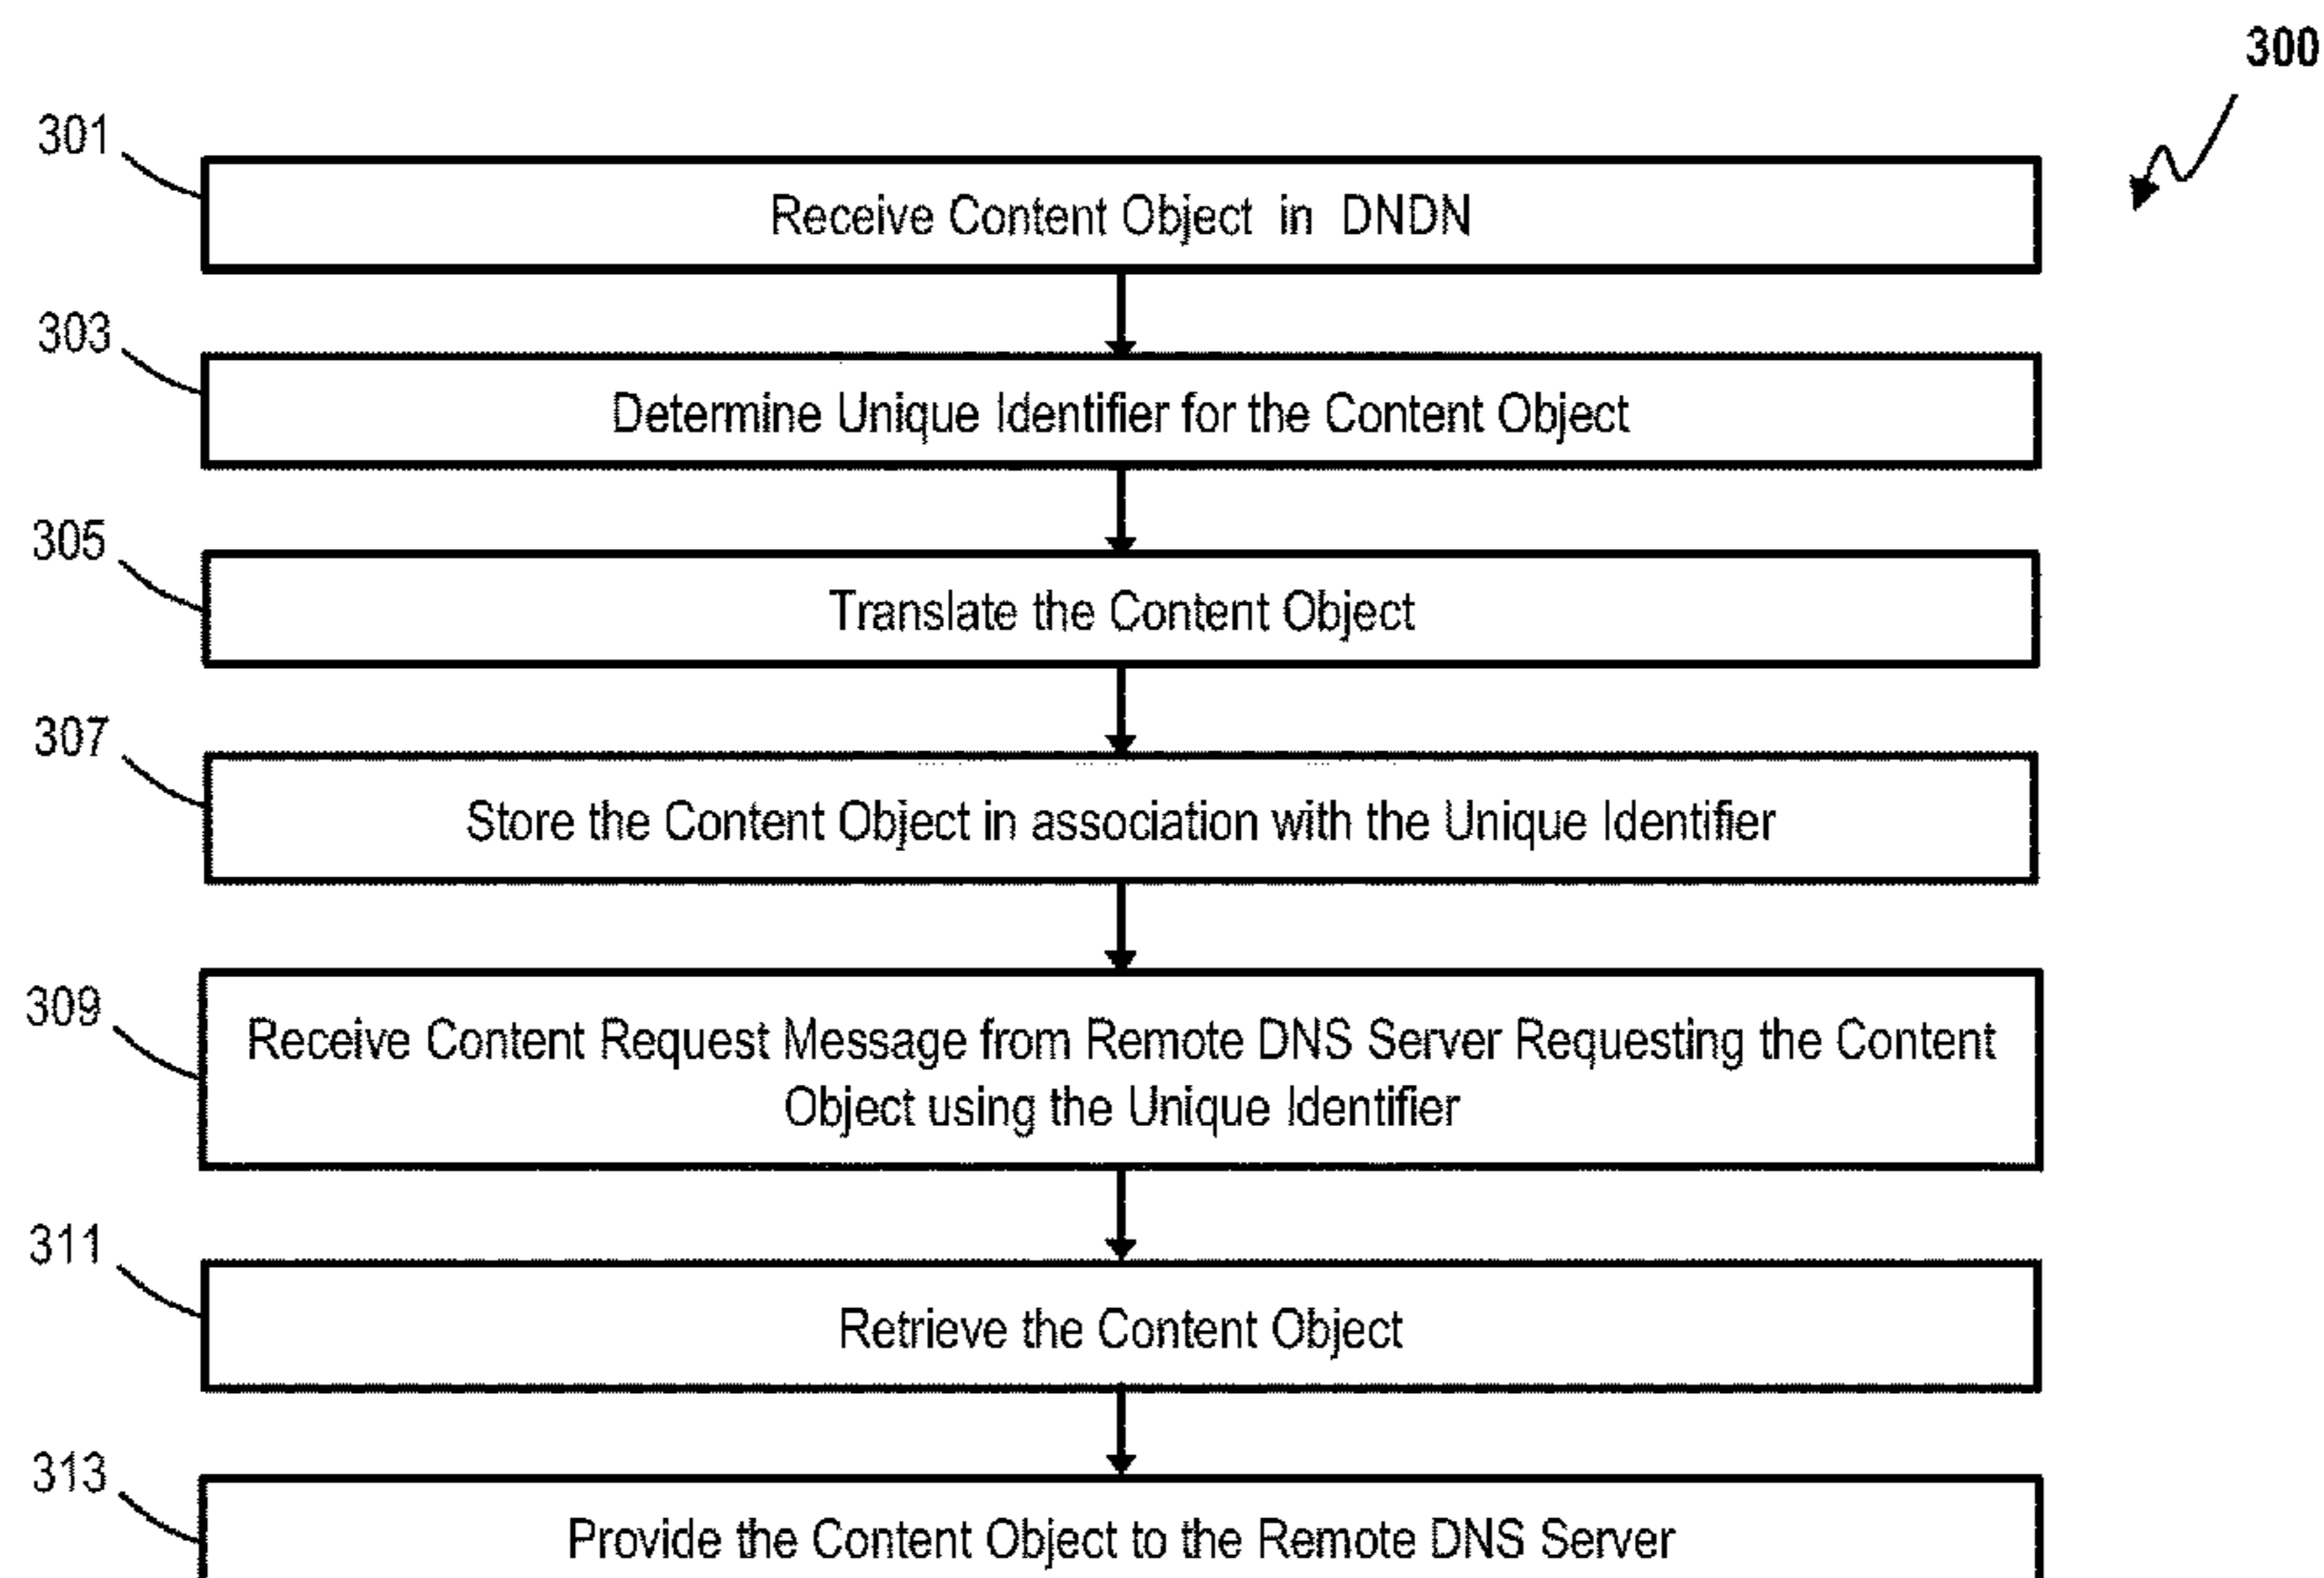 300
301
Receive Content Object in DNDN
303
Determine Unique Identifier for the Content Object
305
Translate the Content Object
307
Store the Content Object in association with the Unique Identifier
309
Receive Content Request Message from Remote DNS Server Requesting the Content
Object using the Unique Identifier
311
Retrieve the Content Object
313
Provide the Content Object to the Remote DNS Server